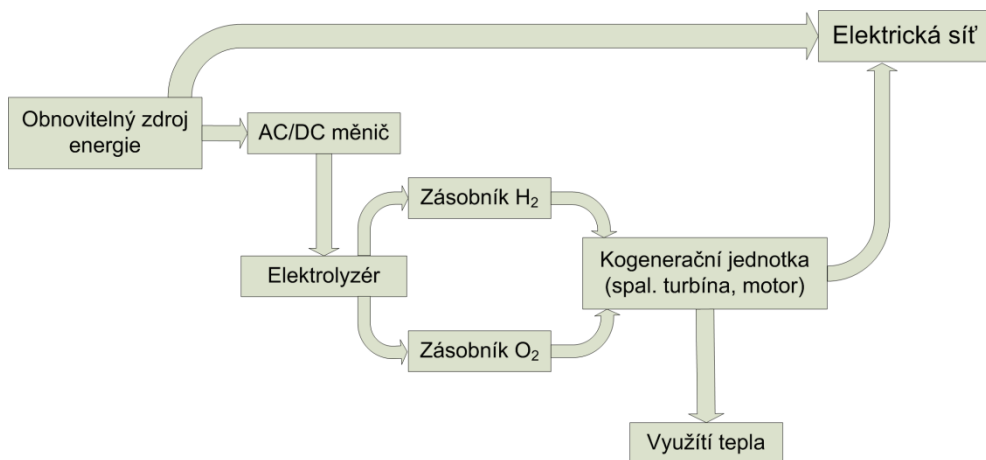 Elektrická síť
Obnovitelný zdroj
energie
AC/DC měnič
Zásobník H₂
Elektrolyzér
Kogenerační jednotka
(spal. turbína, motor)
Zásobník O₂
Využítí tepla